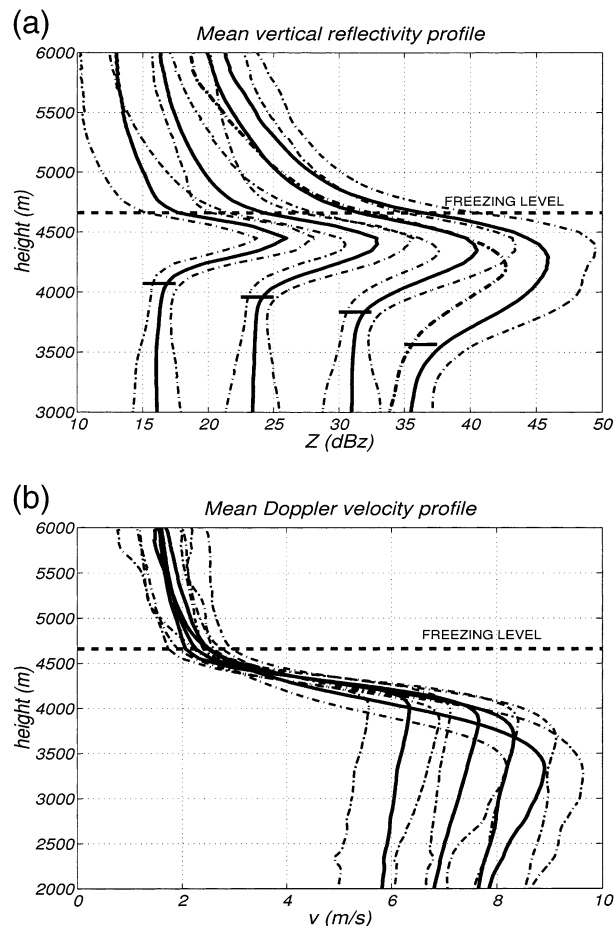 (a)
Mean vertical reflectivity profile
6000
5500
5000
4500
4000
3500
3000
height (m)
FREEZING LEVEL
10 15 20 25 30 35 40 45 50
Z (dBz)
(b)
Mean Doppler velocity profile
6000
5500
5000
4500
4000
3500
3000
2500
2000
height (m)
FREEZING LEVEL
0 2 4 6 8 10
v (m/s)